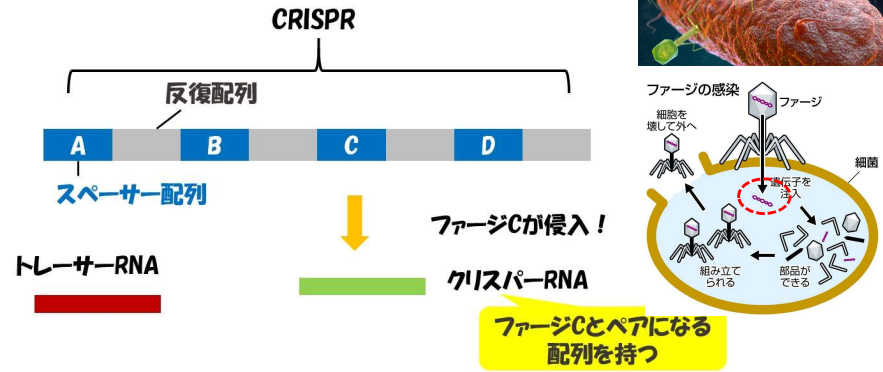 CRISPR
反復配列
A
B
C
D
スペーサー配列
ファージCが侵入！
トレーサーRNA
クリスパーRNA
ファージCとペアになる
配列を持つ
ファージの感染
ファージ
細胞を
壊して外へ
細菌
遺伝子を
注入
組み立て
られる
部品が
できる